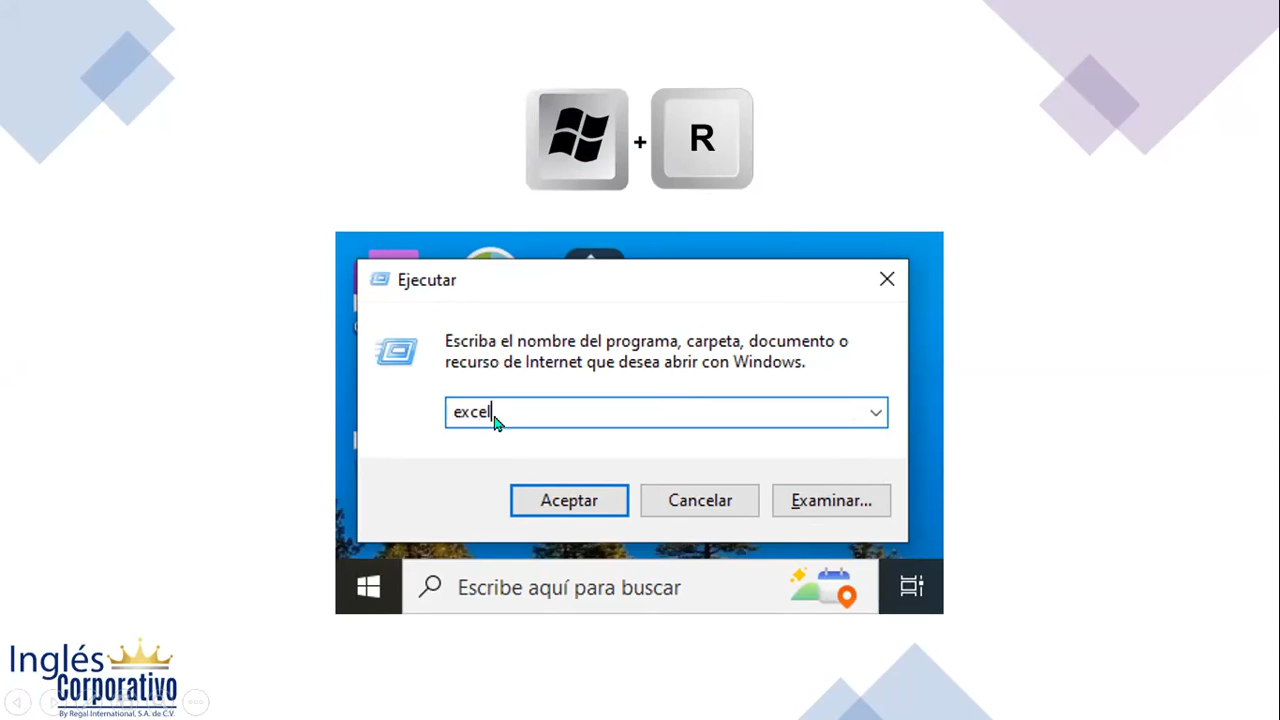 + R
Ejecutar
Escriba el nombre del programa, carpeta, documento o
recurso de Internet que desea abrir con Windows.
excel
Aceptar Cancelar Examinar...
Escribe aquí para buscar
Inglés
Corporativo
By Regal International, S.A. de C.V.